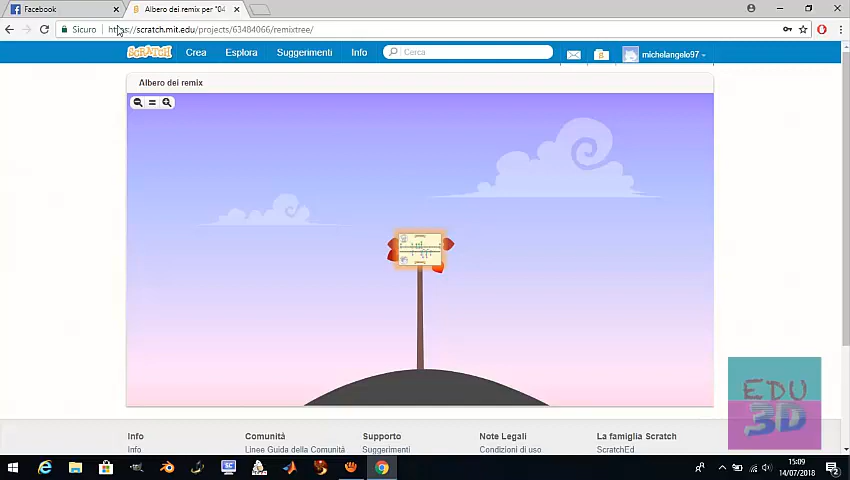 Facebook
Albero dei remix per "04
Sicuro
https://scratch.mit.edu/projects/63484066/remixtree/
SCRATCH
Crea
Esplora
Suggerimenti
Info
Cerca
michelangelo97
Albero dei remix
EDU
3D
Info
Comunità
Supporto
Note Legali
La famiglia Scratch
Info
Linee Guida della Comunità
Suggerimenti
Condizioni di uso
ScratchEd
15:09
14/07/2018